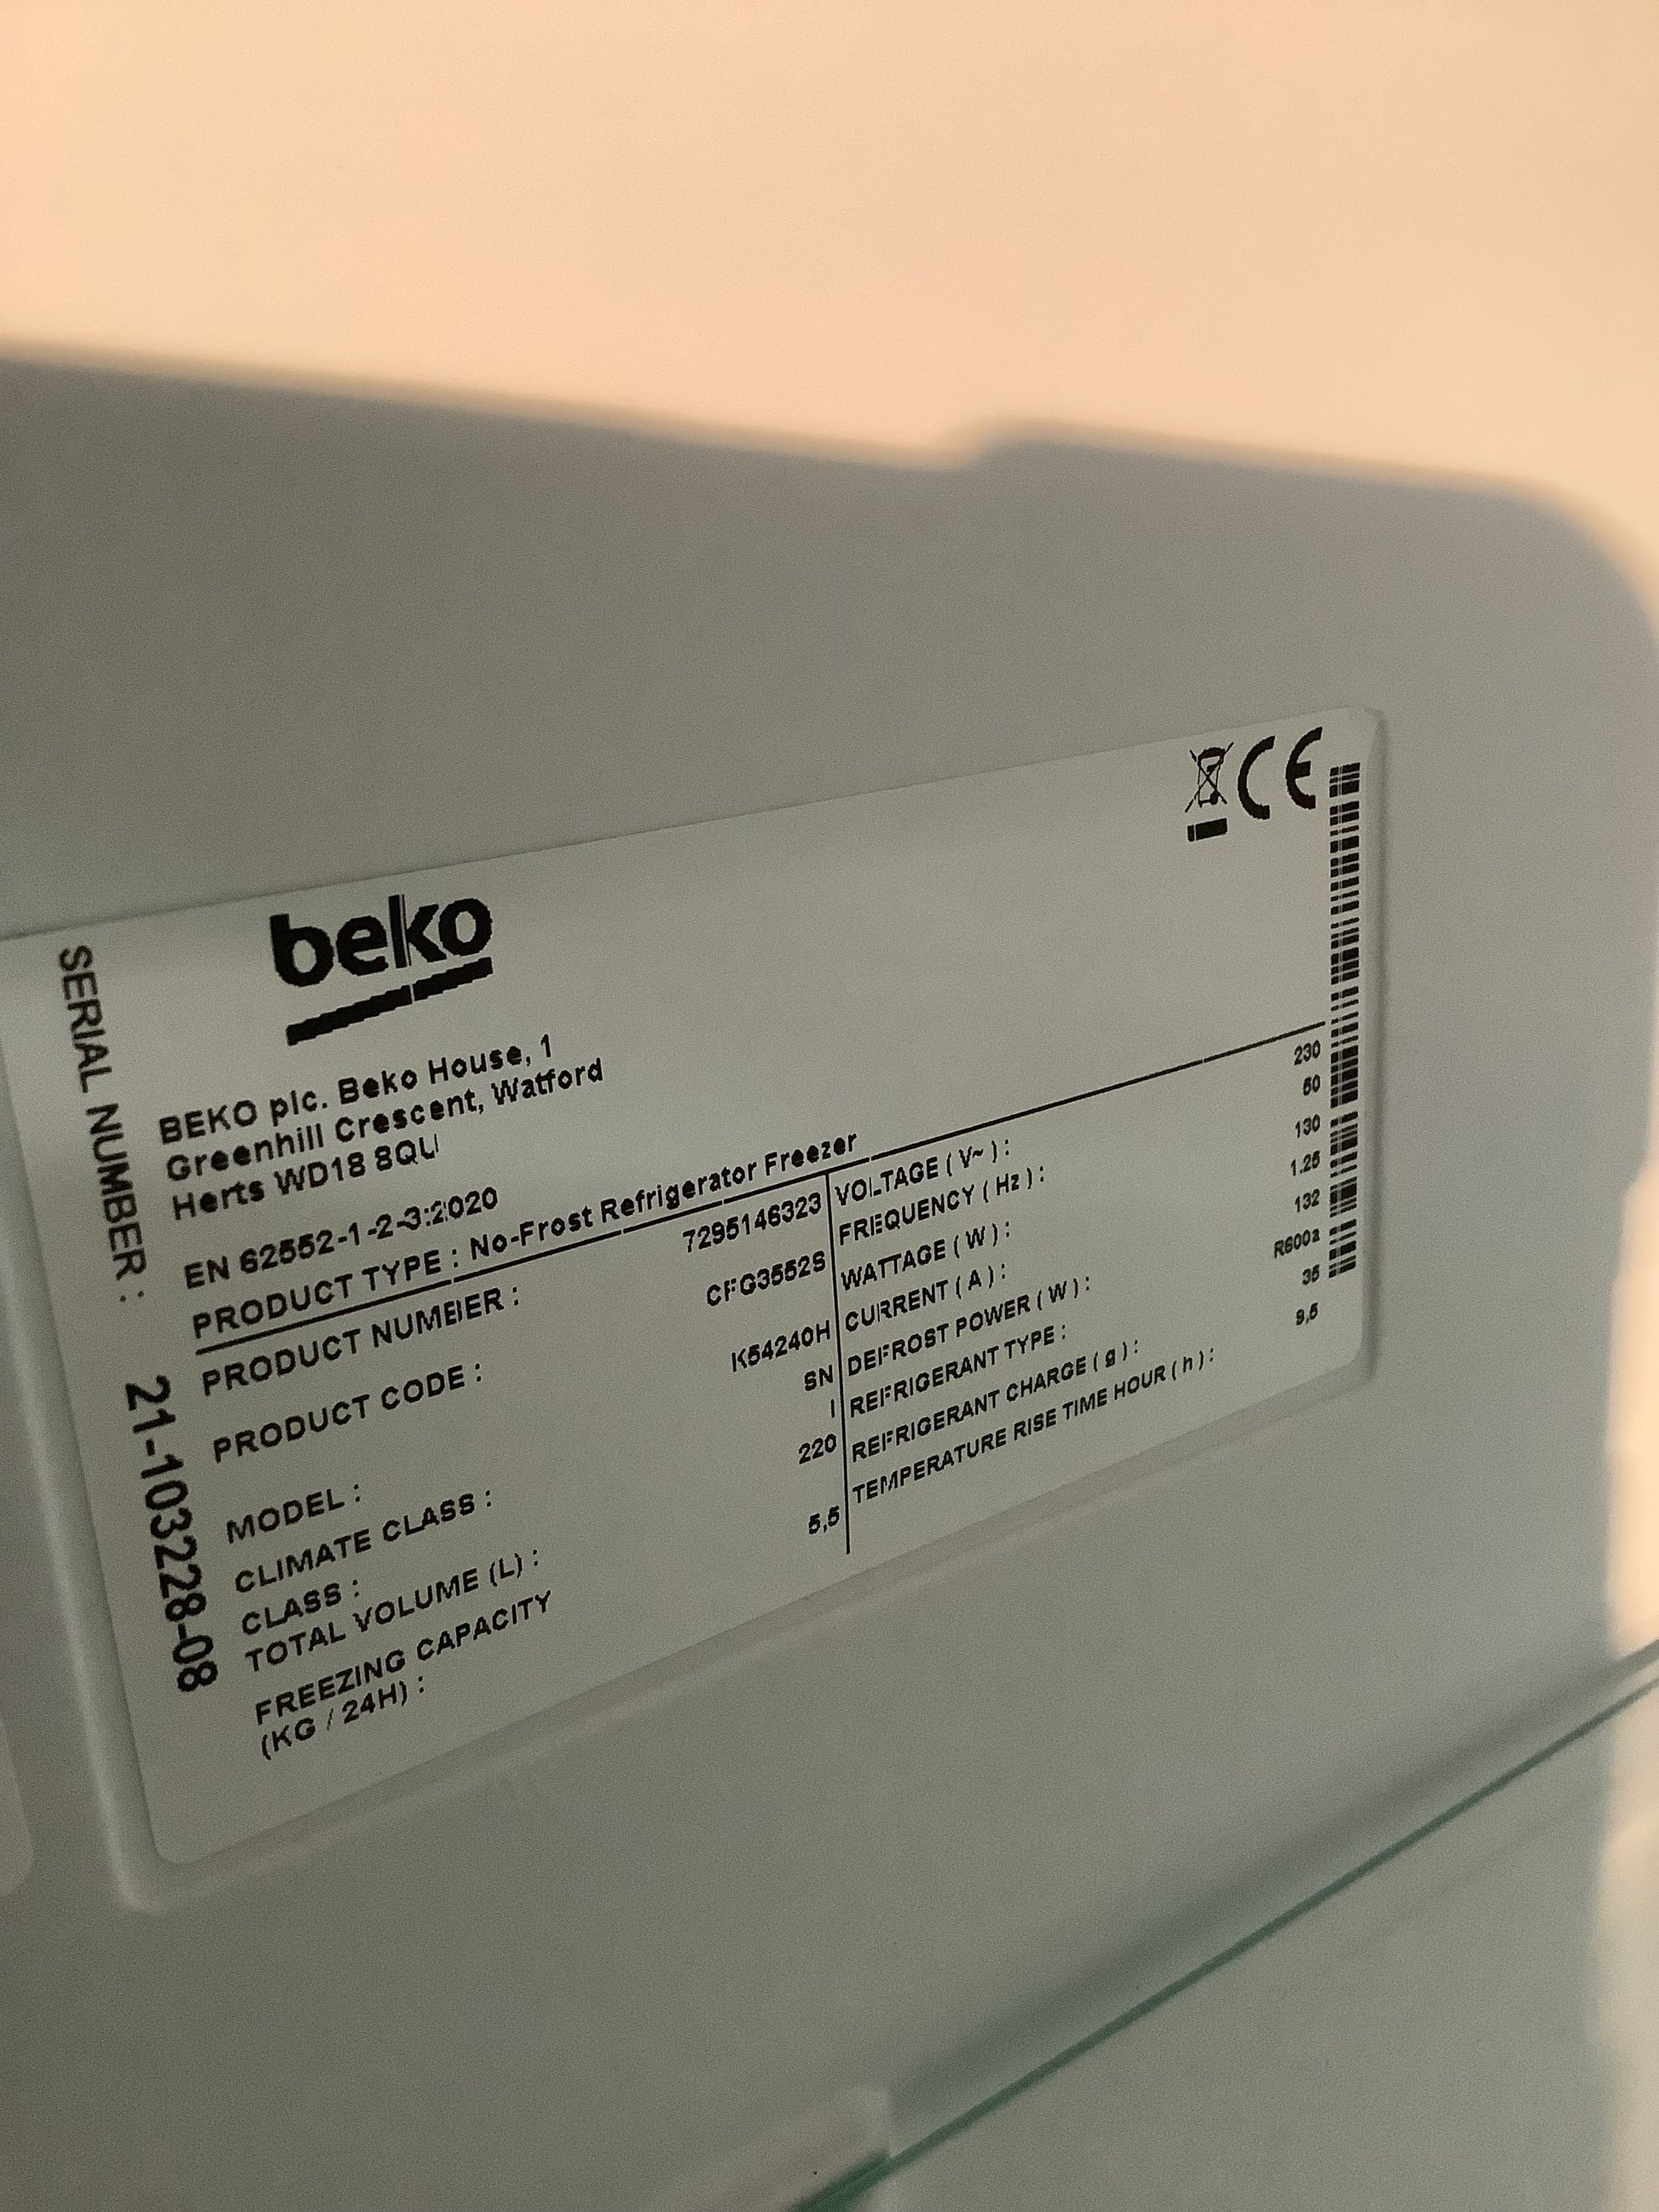 beko
CE
BEKO plc. Beko House, 1
Greenhill Crescent, Watford
Herts WD18 8QU
EN 62552-1-2-3:2020
PRODUCT TYPE : No-Frost Refrigerator Freezer
PRODUCT NUMBER : 7295146323
PRODUCT CODE : CFG3552S
MODEL : K54240H
CLIMATE CLASS : SN
CLASS : I
TOTAL VOLUME (L) : 220
FREEZING CAPACITY
(KG / 24H) : 5,5
VOLTAGE ( V~ ) : 230
FREQUENCY ( Hz ) : 50
WATTAGE ( W ) : 130
CURRENT ( A ) : 1.25
DEFROST POWER ( W ) : 132
REFRIGERANT TYPE : R600a
REFRIGERANT CHARGE ( g ) : 35
TEMPERATURE RISE TIME HOUR ( h ) : 9,5
SERIAL NUMBER : 21-103228-08